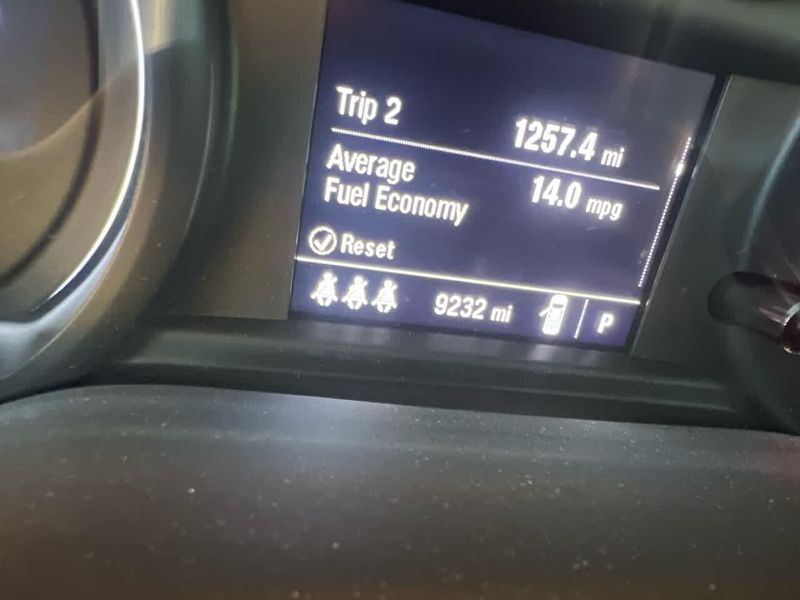 Trip 2
1257.4 mi
Average
Fuel Economy
14.0 mpg
Reset
9232 mi
P